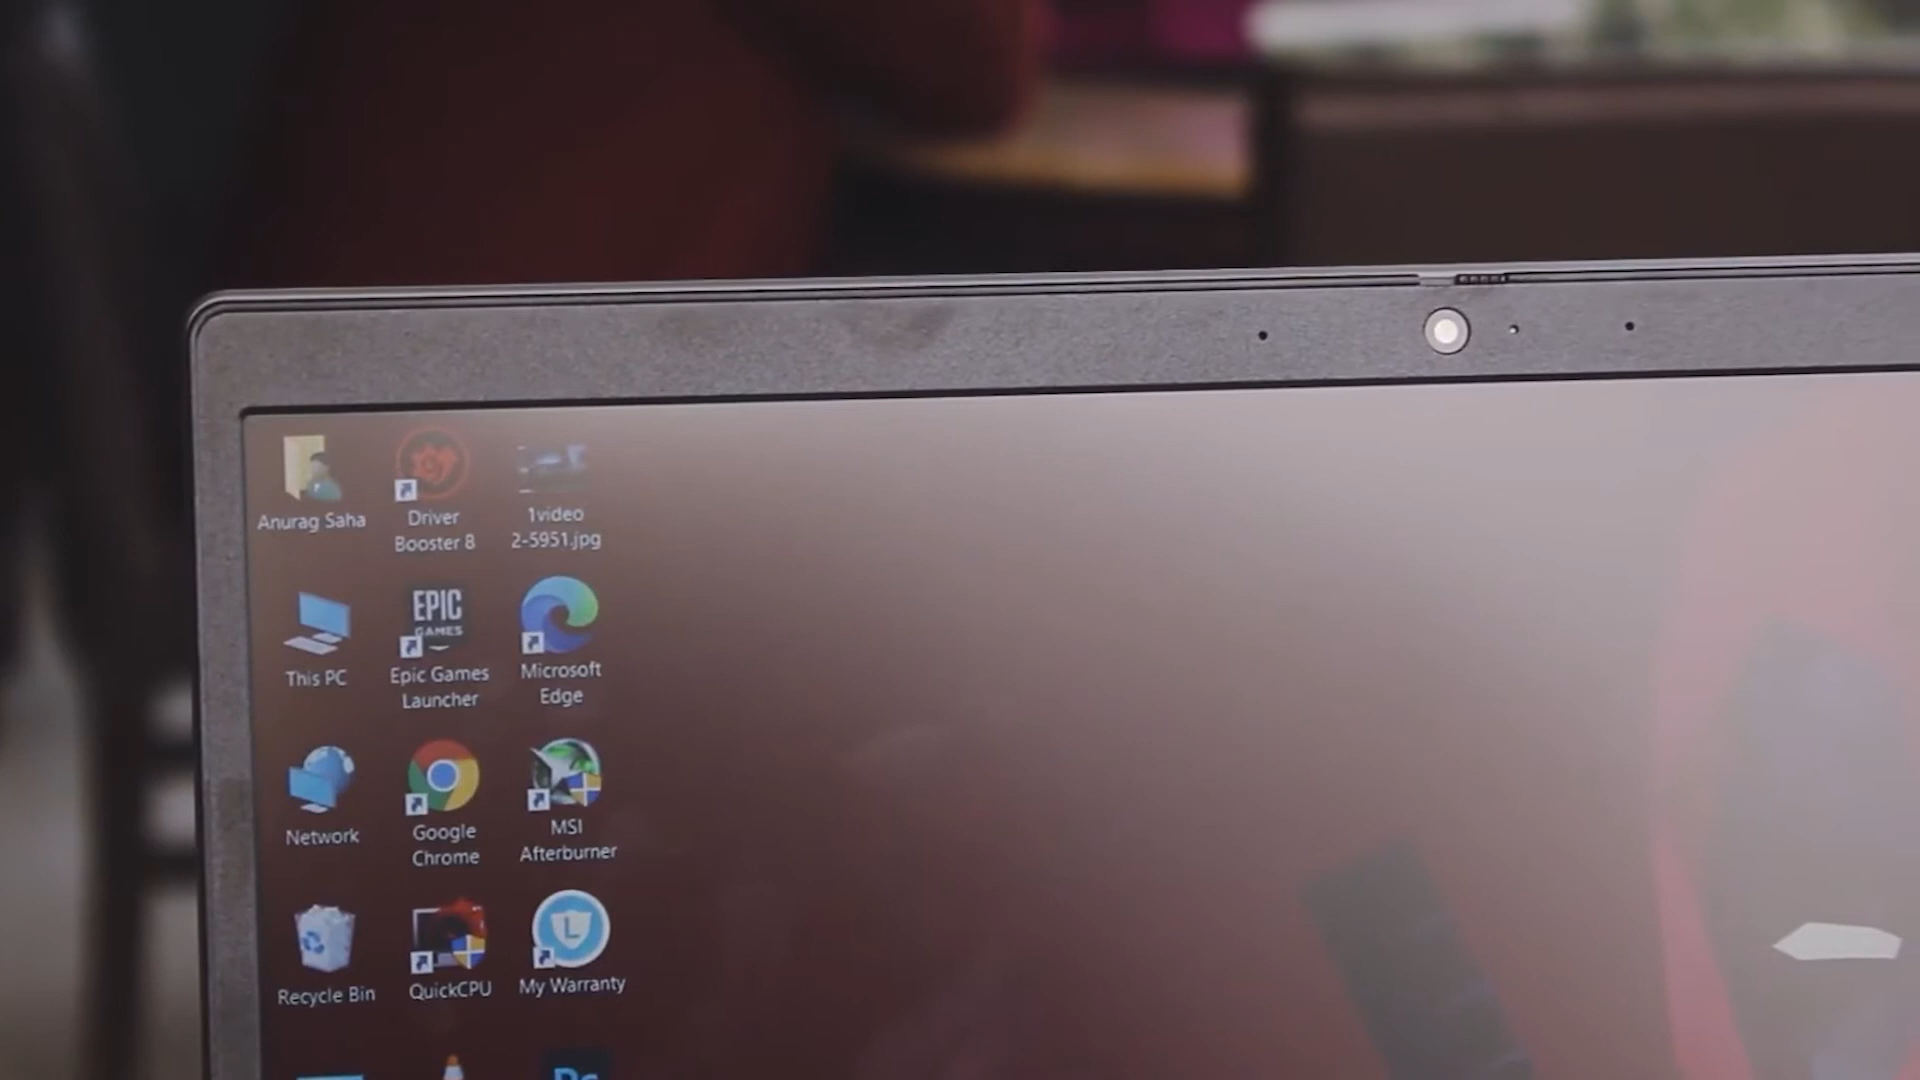 Anurag Saha
Driver
Booster 8
1video
2-5951.jpg
This PC
EPIC
GAMES
Epic Games
Launcher
Microsoft
Edge
Network
Google
Chrome
MSI
Afterburner
Recycle Bin
QuickCPU
L
My Warranty
Ps